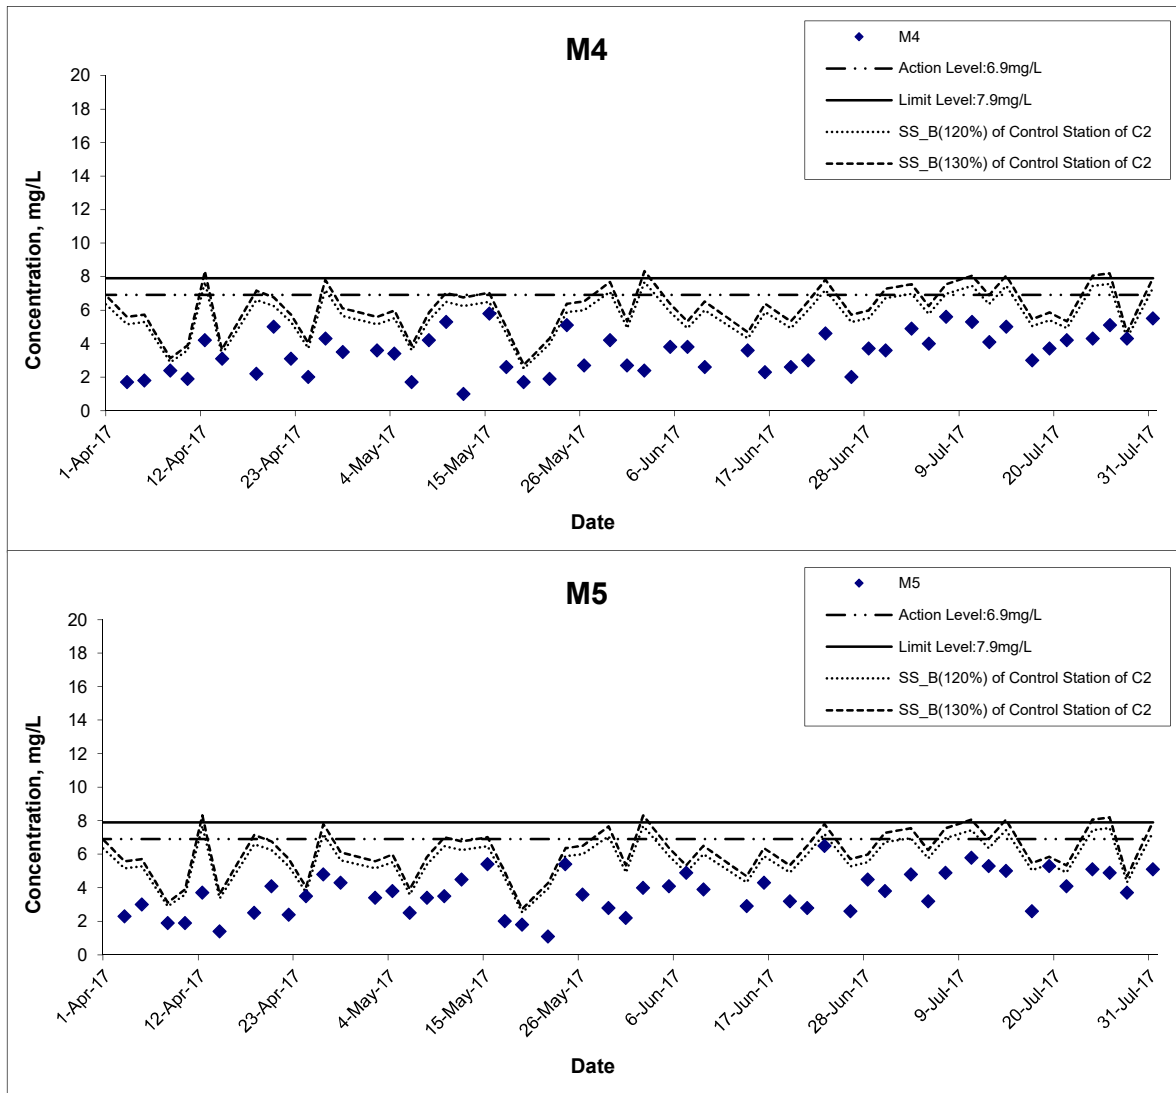 M4
M4
Action Level:6.9mg/L
Limit Level:7.9mg/L
SS_B(120%) of Control Station of C2
SS_B(130%) of Control Station of C2
20
18
16
14
12
10
8
6
4
2
0
Concentration, mg/L
1-Apr-17
12-Apr-17
23-Apr-17
4-May-17
15-May-17
26-May-17
6-Jun-17
17-Jun-17
28-Jun-17
9-Jul-17
20-Jul-17
31-Jul-17
Date
M5
M5
Action Level:6.9mg/L
Limit Level:7.9mg/L
SS_B(120%) of Control Station of C2
SS_B(130%) of Control Station of C2
20
18
16
14
12
10
8
6
4
2
0
Concentration, mg/L
1-Apr-17
12-Apr-17
23-Apr-17
4-May-17
15-May-17
26-May-17
6-Jun-17
17-Jun-17
28-Jun-17
9-Jul-17
20-Jul-17
31-Jul-17
Date